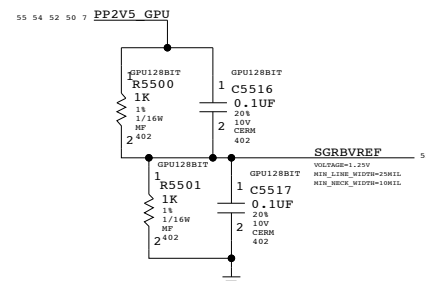 55 54 52 50 7 PP2V5_GPU
1 GPU128BIT
R5500
1K
1%
1/16W
MF
2 402
GPU128BIT
1 C5516
0.1UF
20%
10V
2 CERM
402
SGRBVREF 5
VOLTAGE=1.25V
MIN_LINE_WIDTH=25MIL
MIN_NECK_WIDTH=10MIL
GPU128BIT
1 R5501
1K
1%
1/16W
MF
2 402
GPU128BIT
1 C5517
0.1UF
20%
2 10V
CERM
402